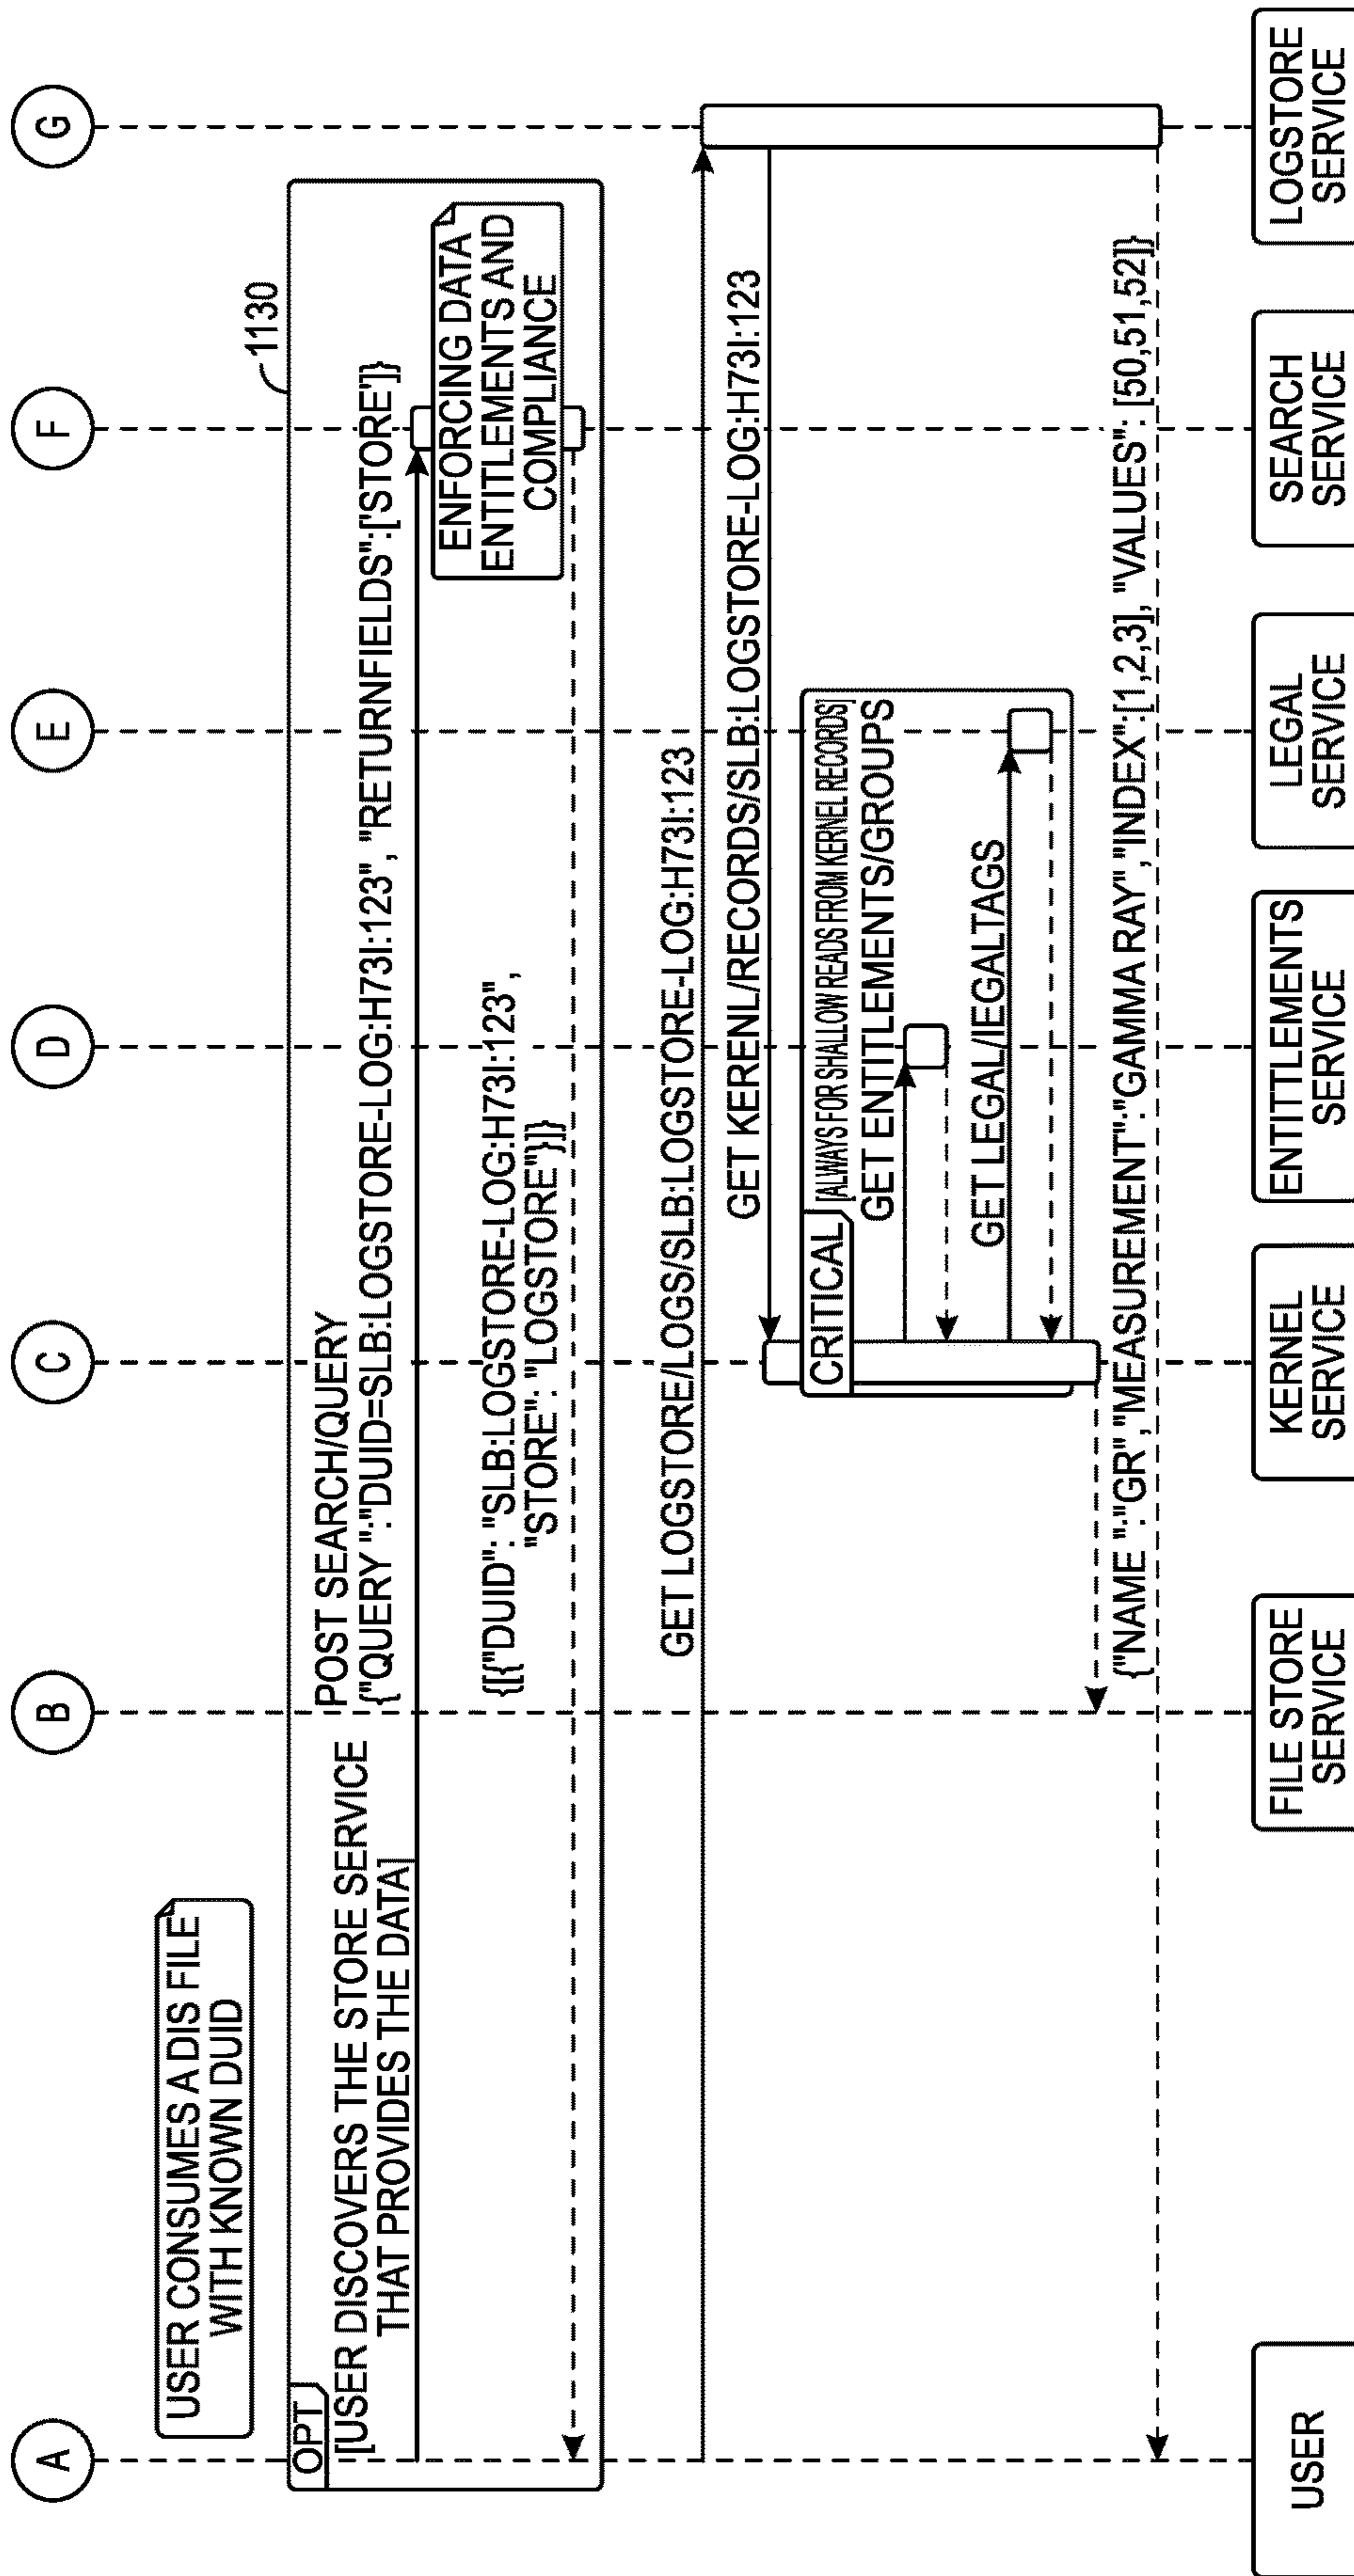 A
B
C
D
E
F
G
USER CONSUMES A DIS FILE
WITH KNOWN DUID
1130
OPT
[USER DISCOVERS THE STORE SERVICE
THAT PROVIDES THE DATA]
POST SEARCH/QUERY
{"QUERY ":"DUID=SLB:LOGSTORE-LOG:H73I:123", "RETURNFIELDS":['STORE']}
ENFORCING DATA
ENTITLEMENTS AND
COMPLIANCE
{[{"DUID": "SLB:LOGSTORE-LOG:H73I:123",
"STORE": "LOGSTORE"}]}
GET LOGSTORE/LOGS/SLB:LOGSTORE-LOG:H73I:123
GET KERENL/RECORDS/SLB:LOGSTORE-LOG:H73I:123
CRITICAL
[ALWAYS FOR SHALLOW READS FROM KERNEL RECORDS]
GET ENTITLEMENTS/GROUPS
GET LEGAL/lEGALTAGS
{"NAME ":"GR","MEASUREMENT":"GAMMA RAY","INDEX":[1,2,3], "VALUES": [50,51,52]}
USER
FILE STORE
SERVICE
KERNEL
SERVICE
ENTITTLEMENTS
SERVICE
LEGAL
SERVICE
SEARCH
SERVICE
LOGSTORE
SERVICE